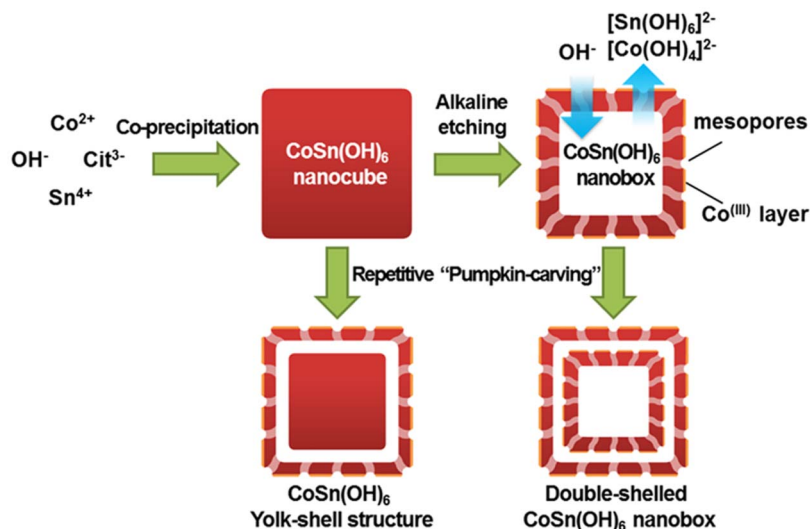 [Sn(OH)₆]²⁻
OH⁻ [Co(OH)₄]²⁻
Co²⁺
OH⁻ Cit³⁻
Sn⁴⁺
Co-precipitation
CoSn(OH)₆
nanocube
Alkaline
etching
CoSn(OH)₆
nanobox
mesopores
Co⁽ᴵᴵᴵ⁾ layer
Repetitive “Pumpkin-carving”
CoSn(OH)₆
Yolk-shell structure
Double-shelled
CoSn(OH)₆ nanobox